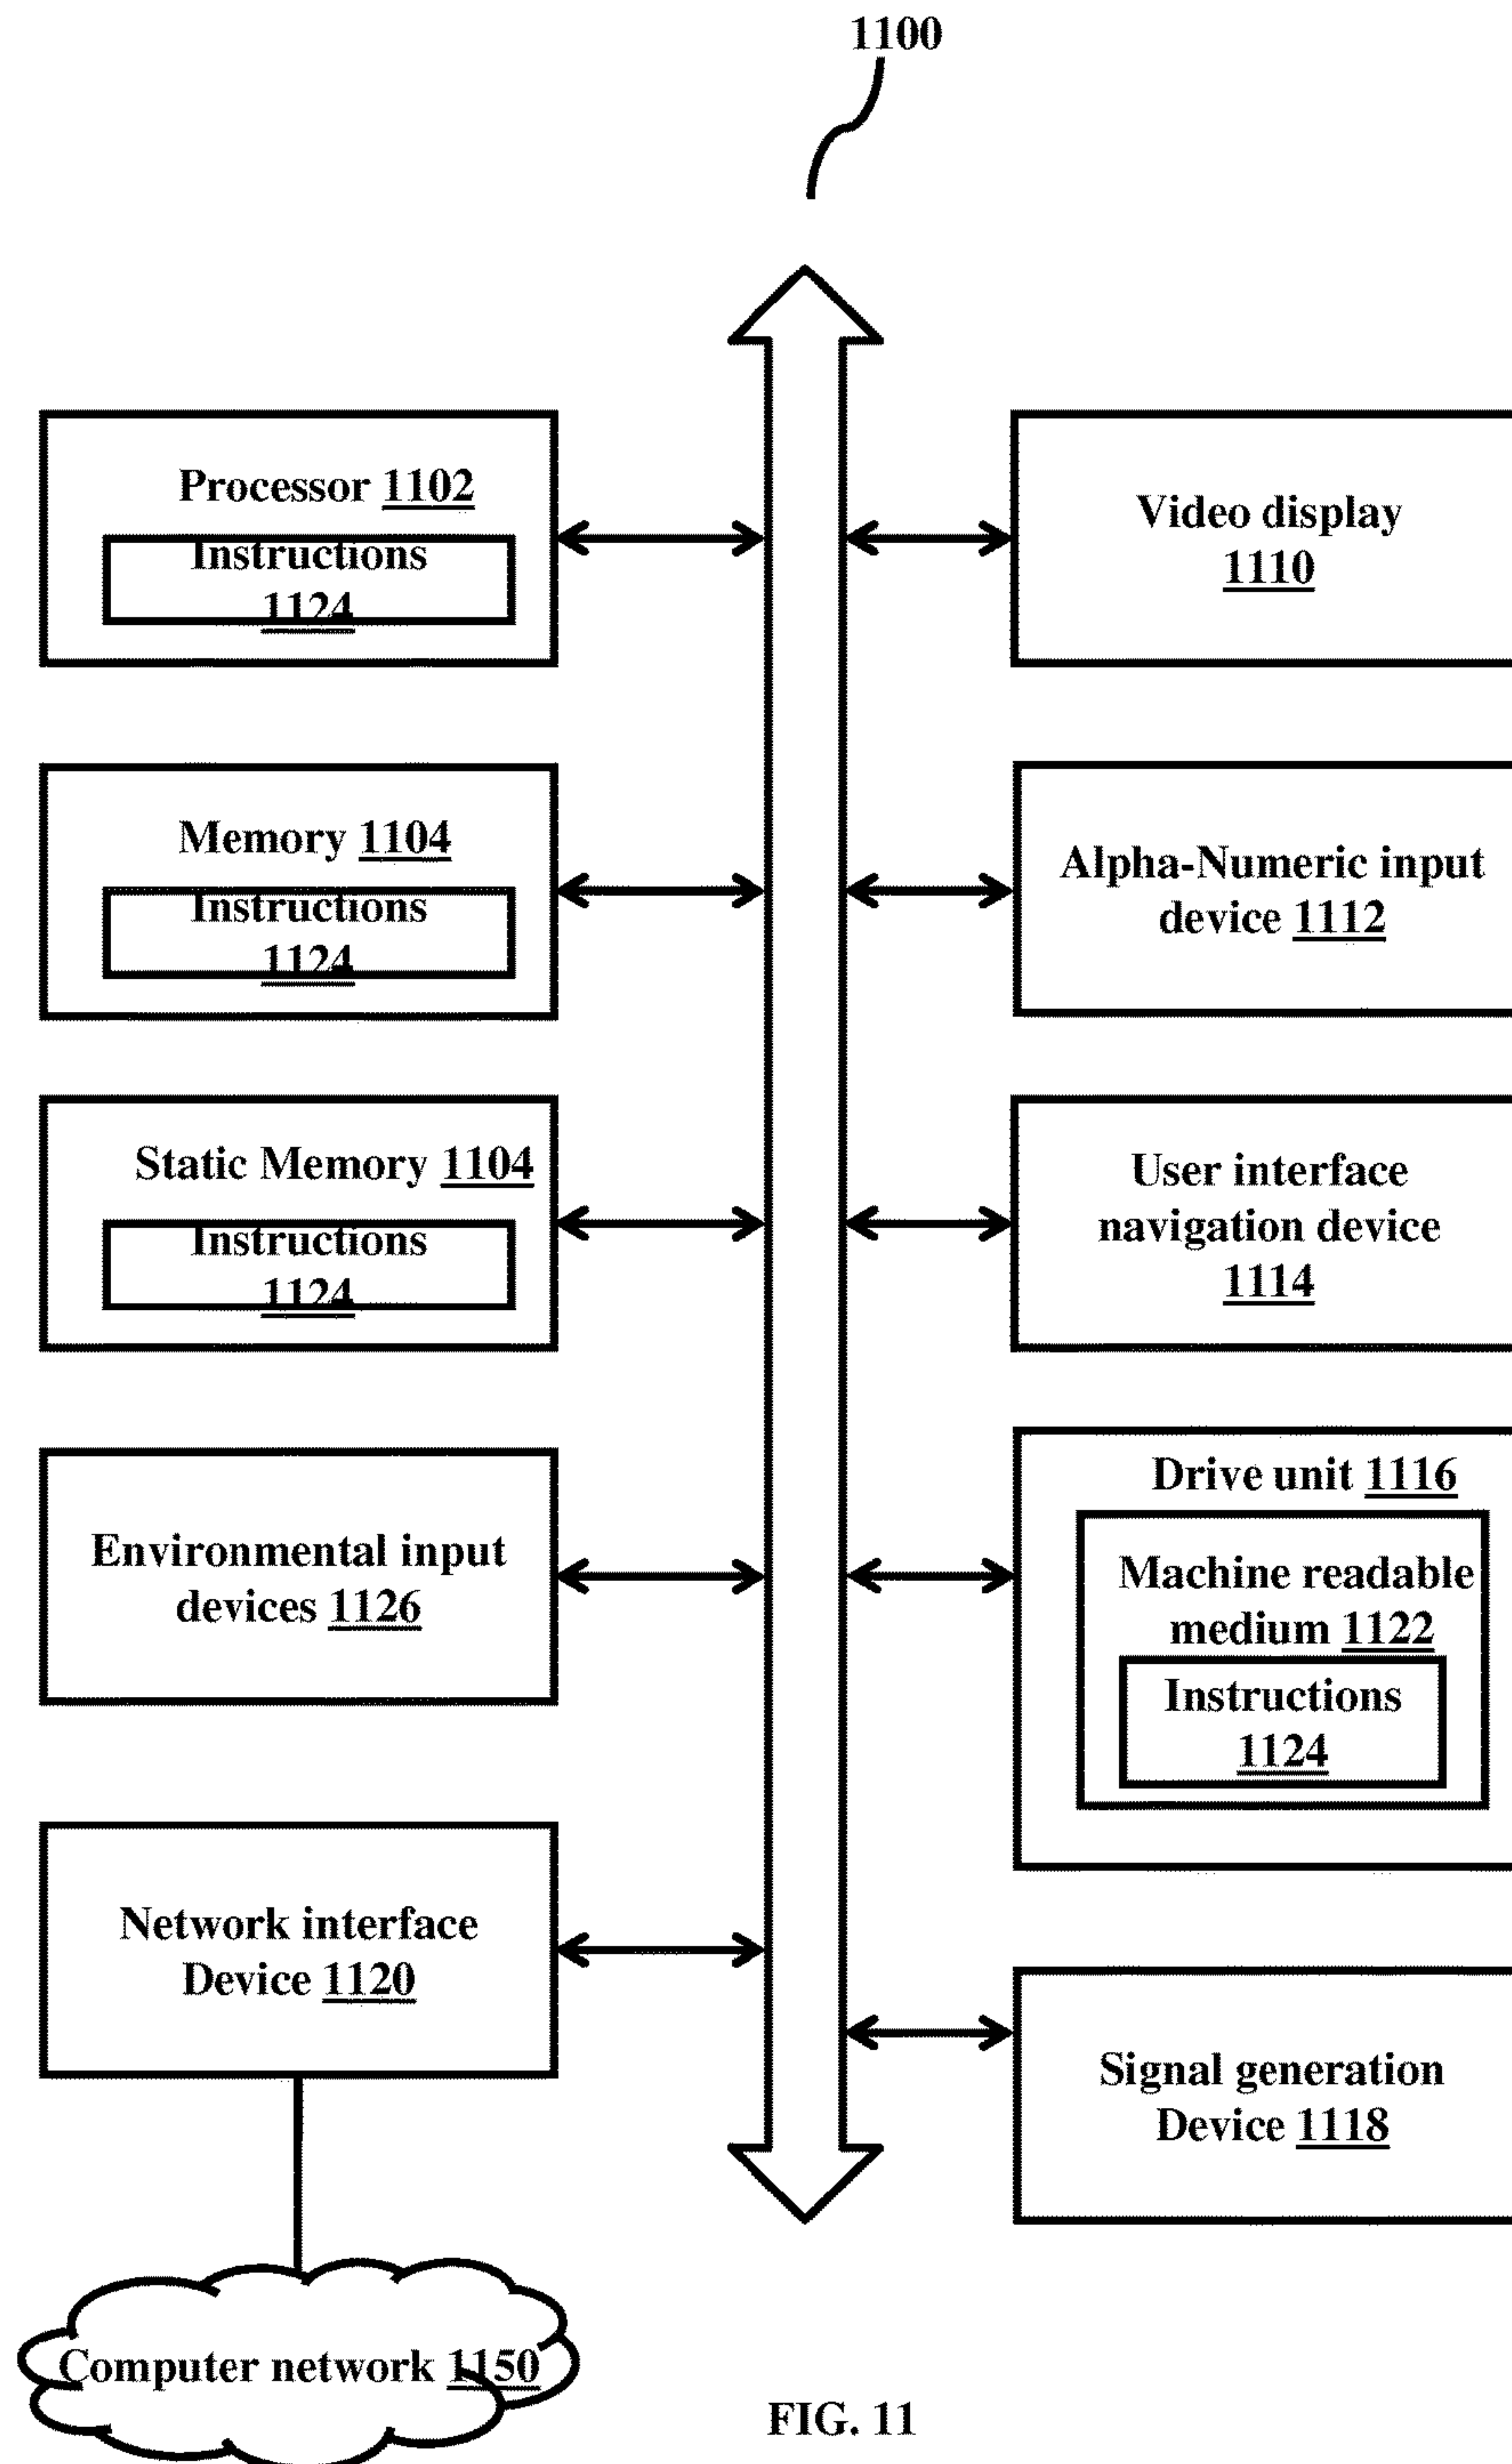 1100
Processor 1102
Instructions
1124
Memory 1104
Instructions
1124
Static Memory 1104
Instructions
1124
Environmental input
devices 1126
Network interface
Device 1120
Computer network 1150
Video display
1110
Alpha-Numeric input
device 1112
User interface
navigation device
1114
Drive unit 1116
Machine readable
medium 1122
Instructions
1124
Signal generation
Device 1118
FIG. 11